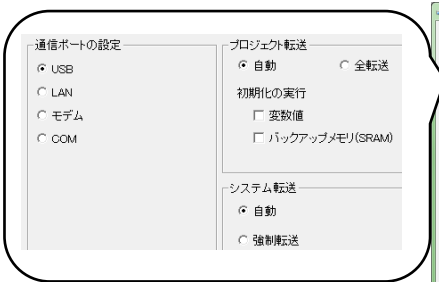 通信ポートの設定
USB
LAN
モデム
COM
プロジェクト転送
自動 全転送
初期化の実行
変数値
バックアップメモリ(SRAM)
システム転送
自動
強制転送